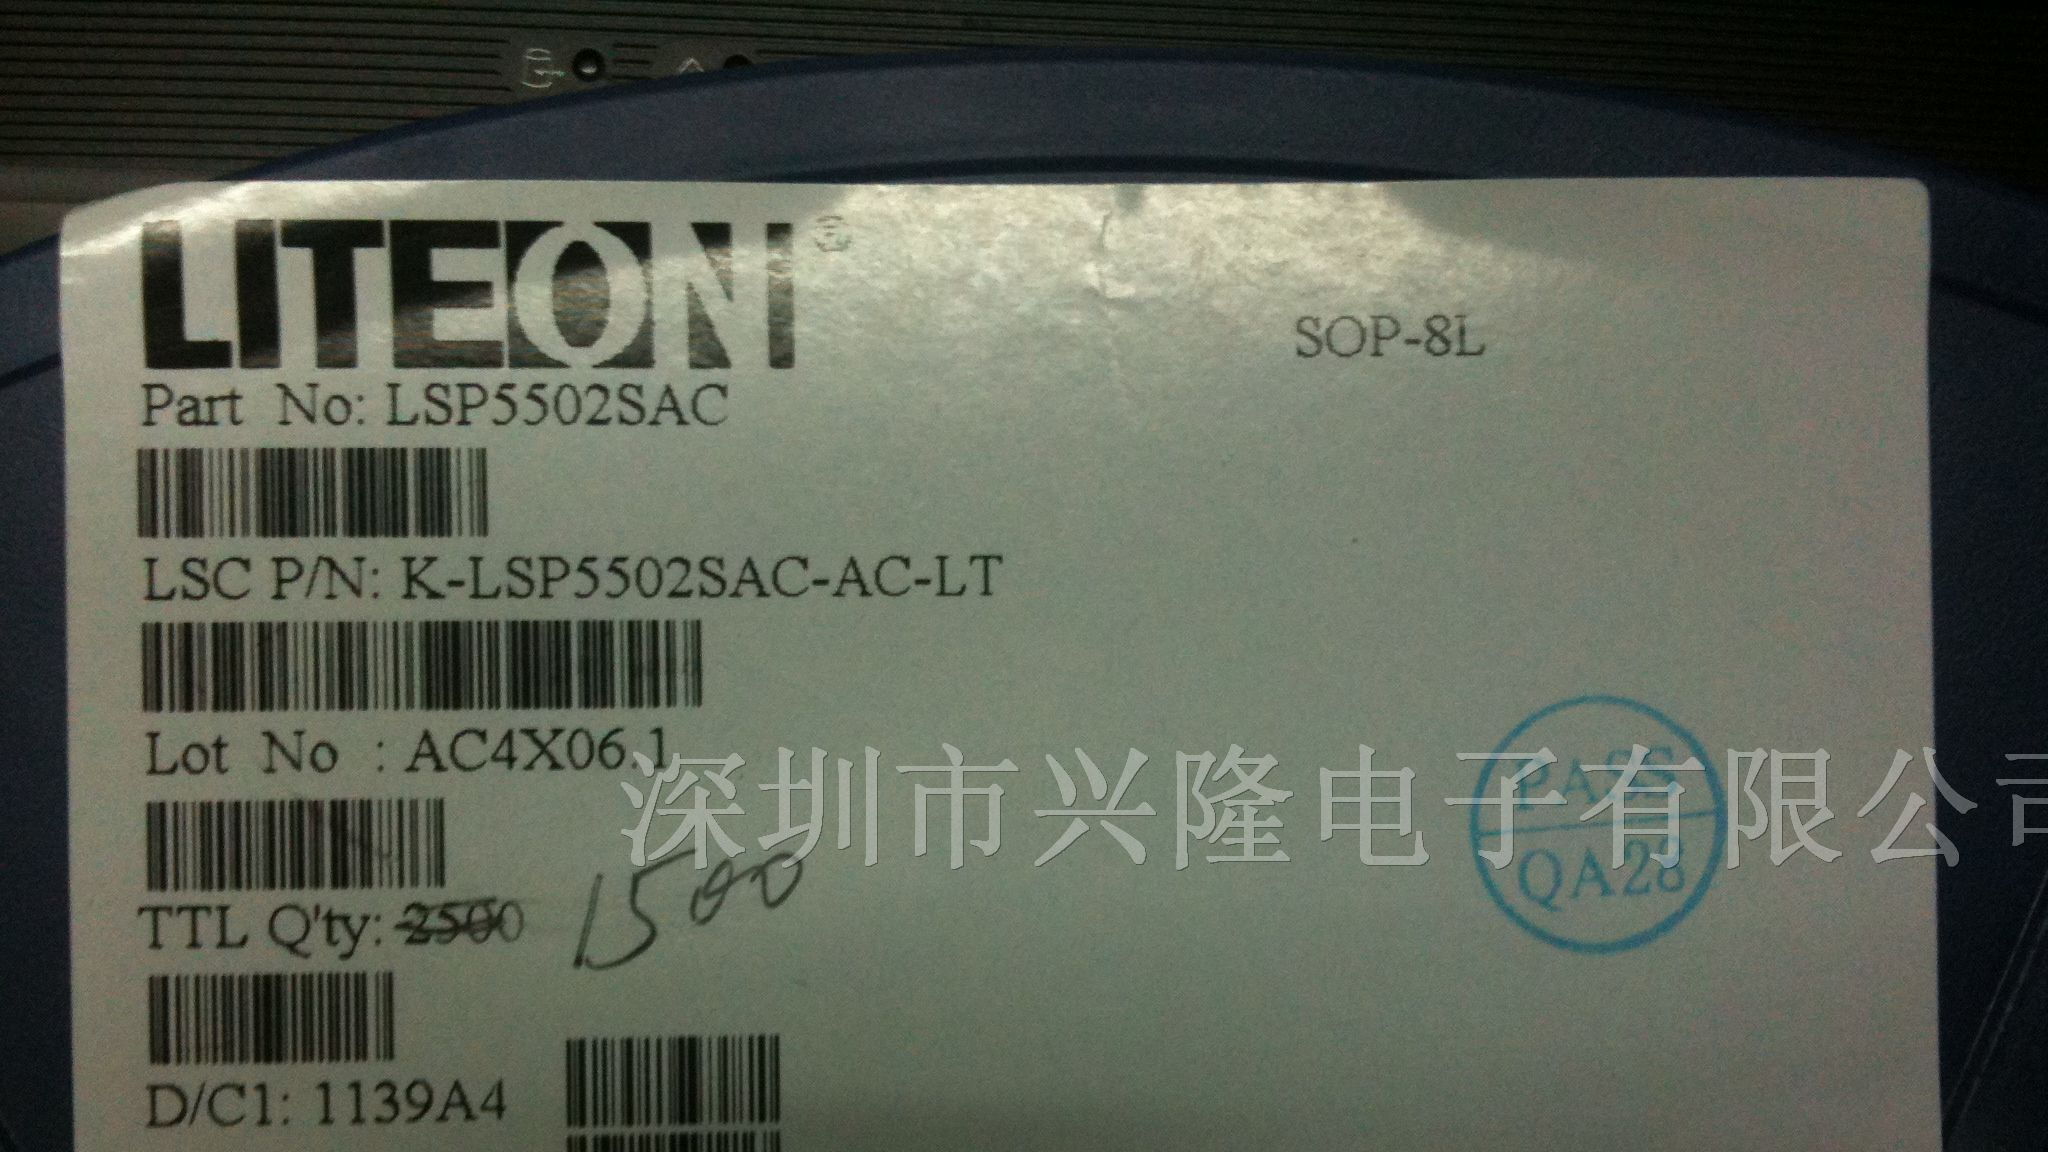 LITEON®
SOP-8L
Part No: LSP5502SAC
LSC P/N: K-LSP5502SAC-AC-LT
Lot No : AC4X06.1
深圳市兴隆电子有限公司
PASS
QA28
TTL Q'ty: 2500 1500
D/C1: 1139A4